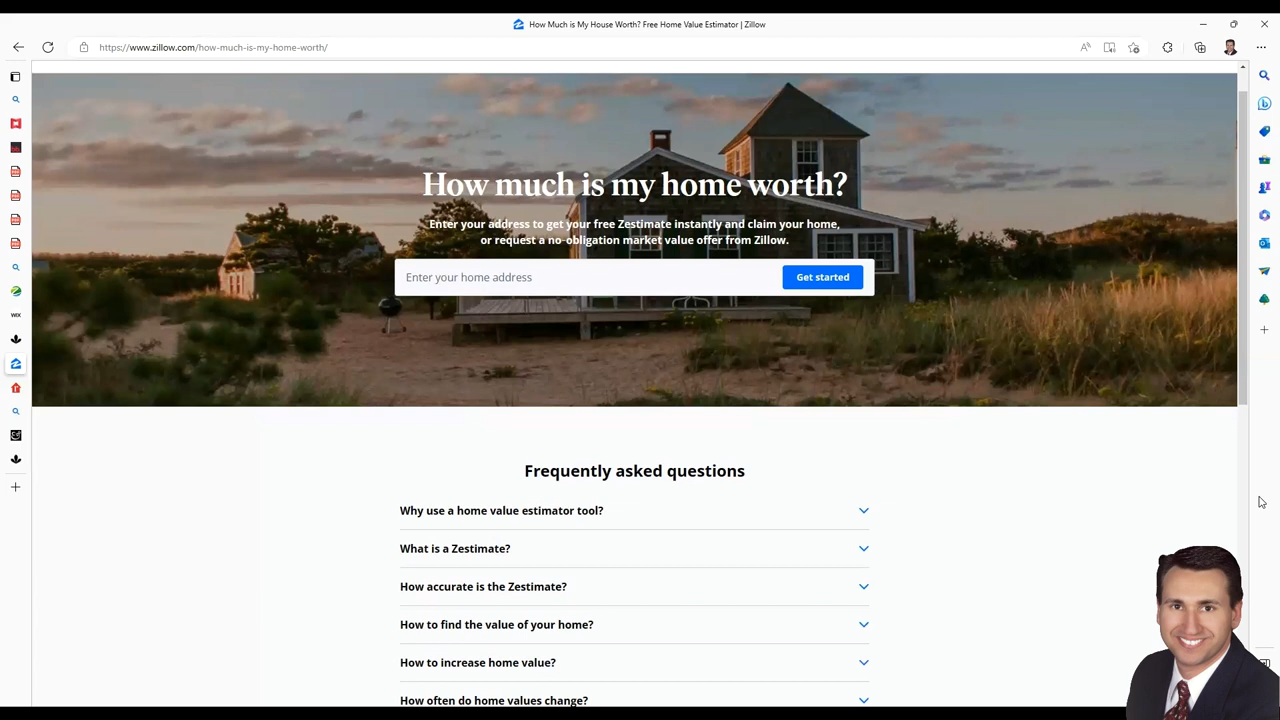 How Much is My House Worth? Free Home Value Estimator | Zillow
https://www.zillow.com/how-much-is-my-home-worth/
How much is my home worth?
Enter your address to get your free Zestimate instantly and claim your home,
or request a no-obligation market value offer from Zillow.
Enter your home address
Get started
Frequently asked questions
Why use a home value estimator tool?
What is a Zestimate?
How accurate is the Zestimate?
How to find the value of your home?
How to increase home value?
How often do home values change?
WIX